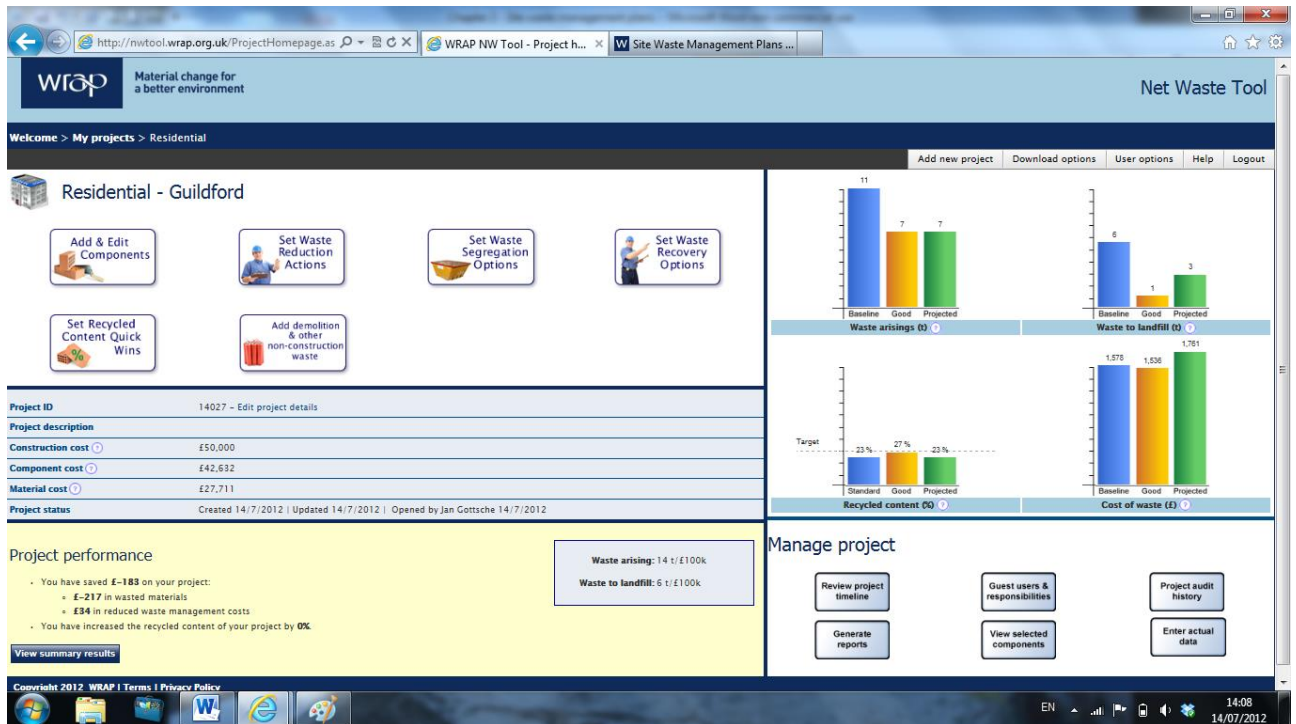 http://nwtool.wrap.org.uk/ProjectHomepage.as
WRAP NW Tool - Project h...
Site Waste Management Plans ...
wrap
Material change for
a better environment
Net Waste Tool
Welcome > My projects > Residential
Add new project Download options User options Help Logout
Residential - Guildford
Add & Edit
Components
Set Waste
Reduction
Actions
Set Waste
Segregation
Options
Set Waste
Recovery
Options
Set Recycled
Content Quick
Wins
%
Add demolition
& other
non-construction
waste
Project ID 14027 - Edit project details
Project description
Construction cost ? £50,000
Component cost ? £42,632
Material cost ? £27,711
Project status Created 14/7/2012 | Updated 14/7/2012 | Opened by Jan Gottsche 14/7/2012
Project performance
• You have saved £-183 on your project:
• £-217 in wasted materials
• £34 in reduced waste management costs
• You have increased the recycled content of your project by 0%.
View summary results
Waste arising: 14 t/£100k
Waste to landfill: 6 t/£100k
11
7
7
Baseline Good Projected
Waste arisings (t) ?
6
1
3
Baseline Good Projected
Waste to landfill (t) ?
Target
23 %
27 %
23 %
Standard Good Projected
Recycled content (%) ?
1,578
1,536
1,761
Baseline Good Projected
Cost of waste (£) ?
Manage project
Review project
timeline
Guest users &
responsibilities
Project audit
history
Generate
reports
View selected
components
Enter actual
data
Copyright 2012 WRAP | Terms | Privacy Policy
EN
14:08
14/07/2012